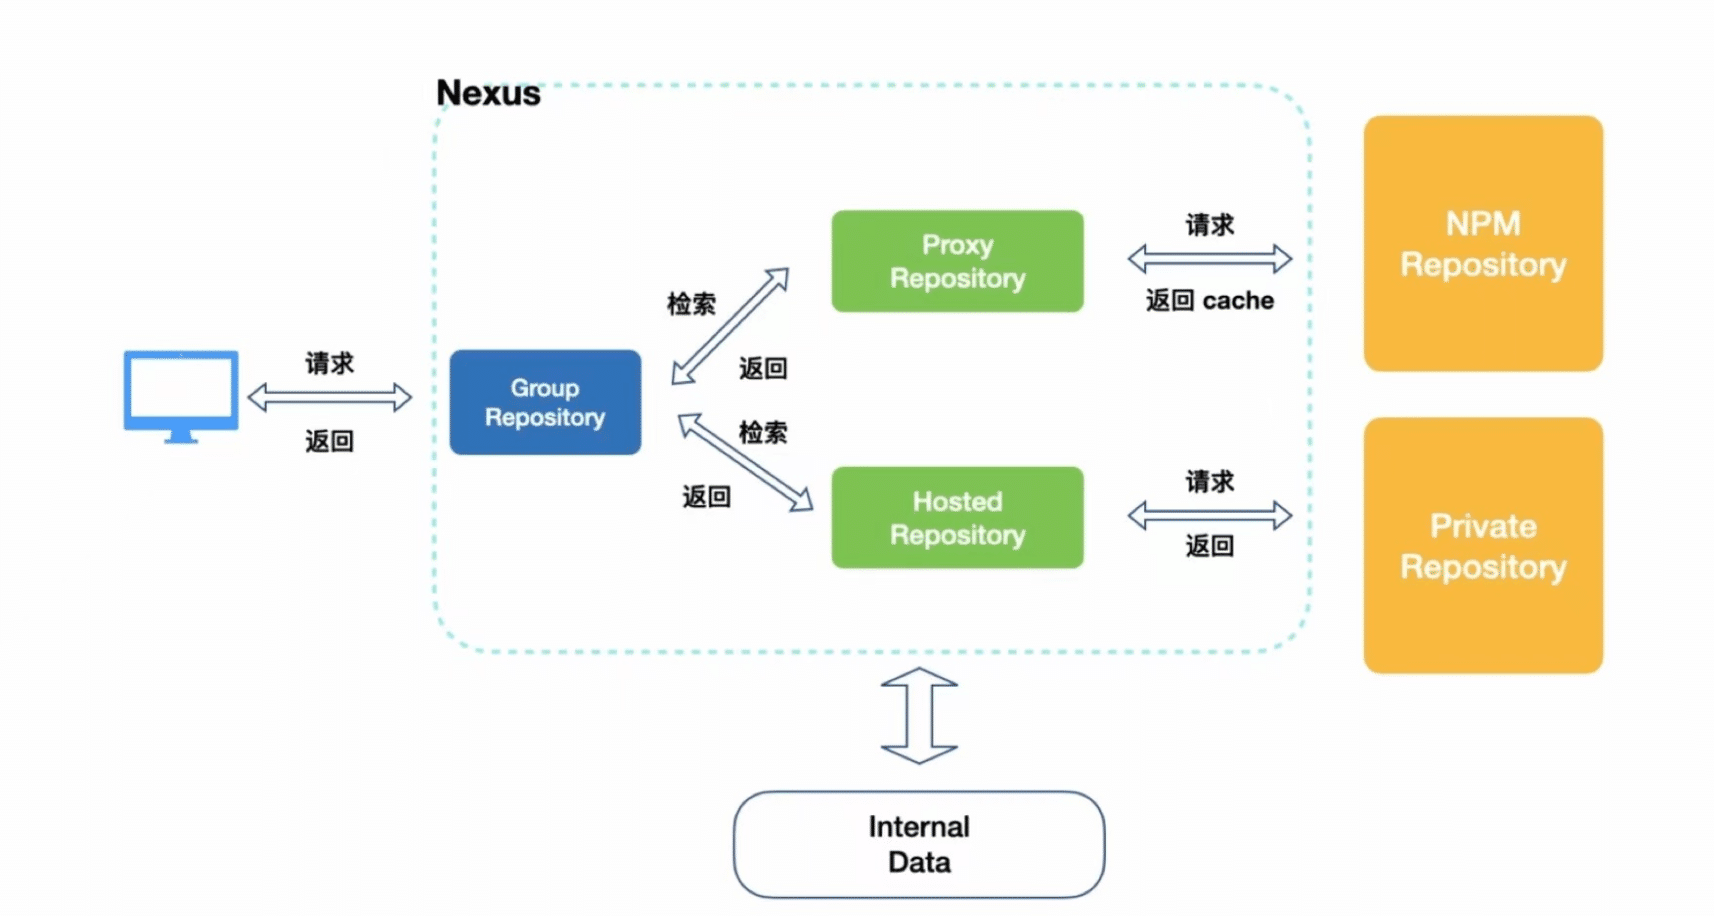 Nexus
请求
返回
Group
Repository
检索
返回
检索
返回
Proxy
Repository
Hosted
Repository
请求
返回 cache
请求
返回
NPM
Repository
Private
Repository
Internal
Data